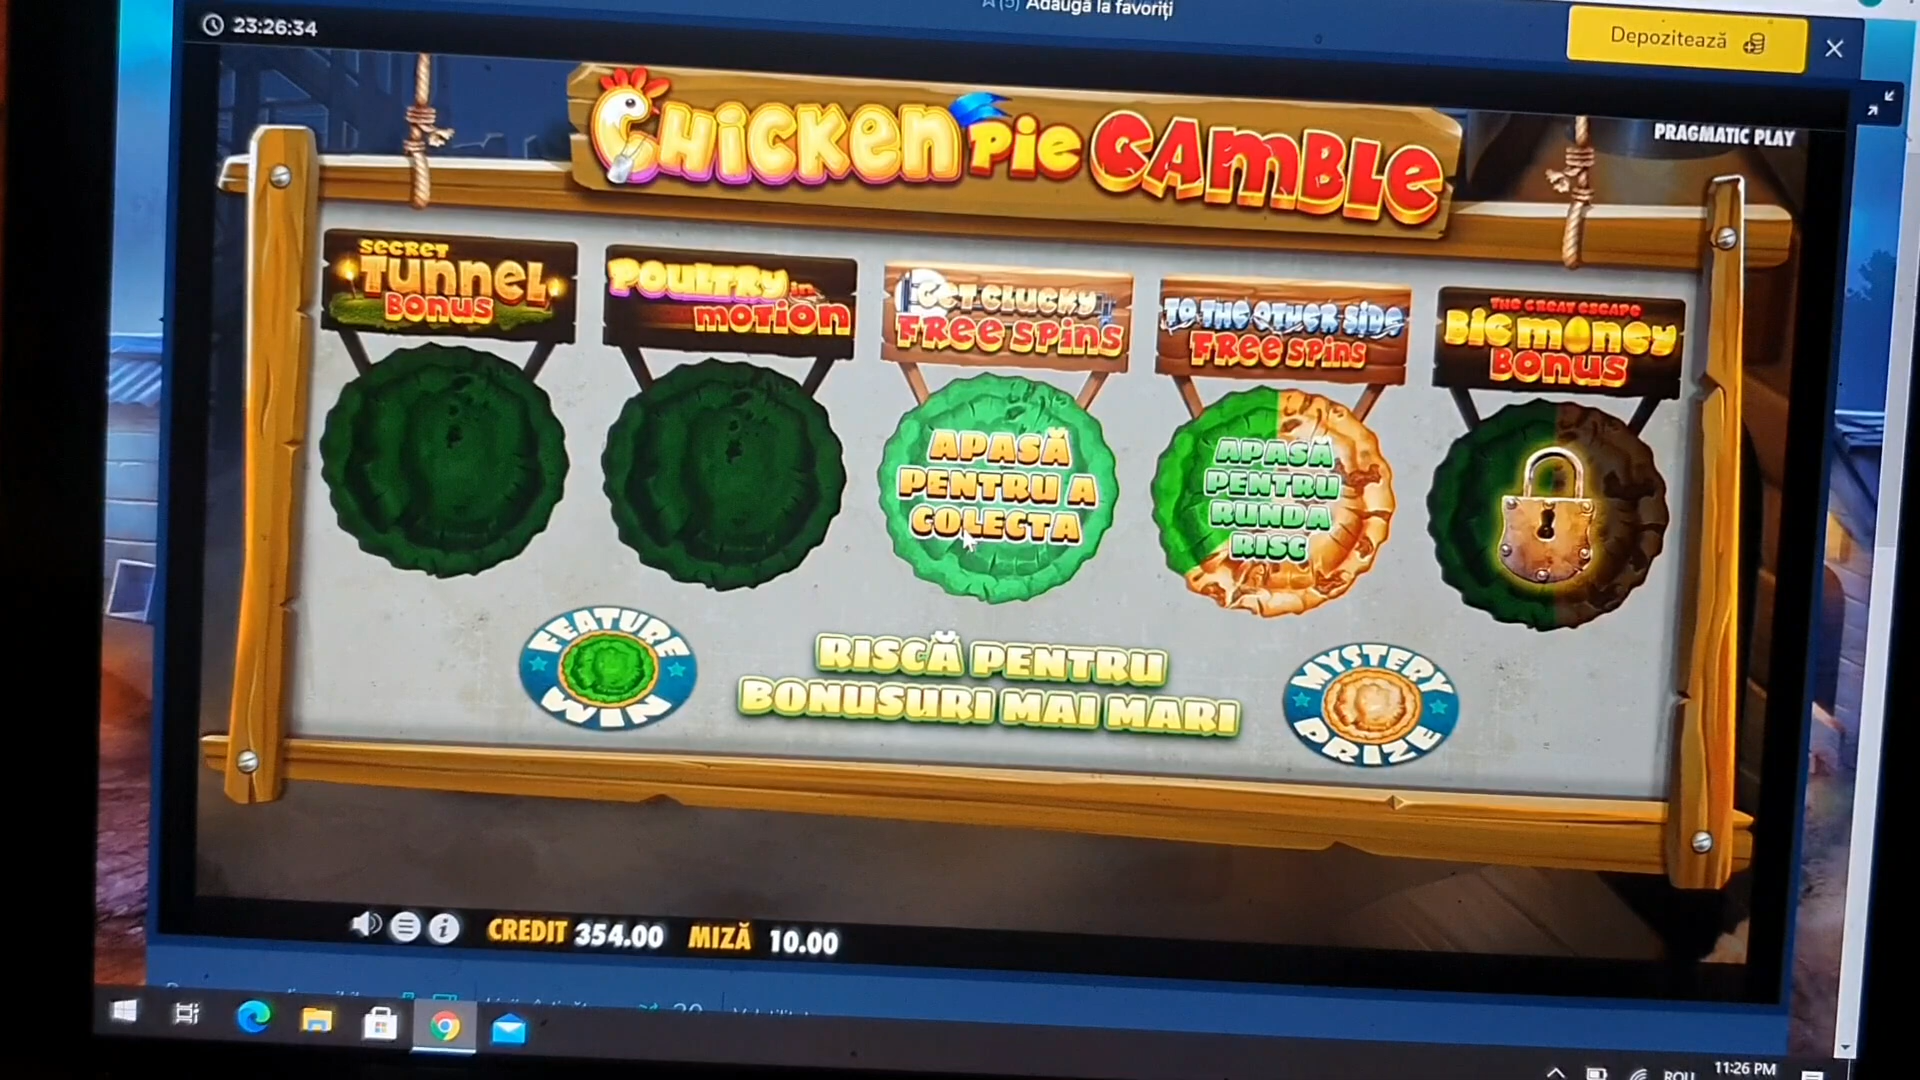 (5) Adaugă la favoriți
23:26:34
Depozitează
CHICKEN PIE GAMBLE
PRAGMATIC PLAY
SECRET
TUNNEL
BONUS
POULTRY in
MOTION
GET CLUCKY
FREE SPINS
TO THE OTHER SIDE
FREE SPINS
THE GREAT ESCAPE
BIG MONEY
BONUS
APASĂ
PENTRU A
COLECTA
APASĂ
PENTRU
RUNDA
RISC
FEATURE
WIN
RISCĂ PENTRU
BONUSURI MAI MARI
MYSTERY
PRIZE
CREDIT 354.00 MIZĂ 10.00
ROU
11:26 PM